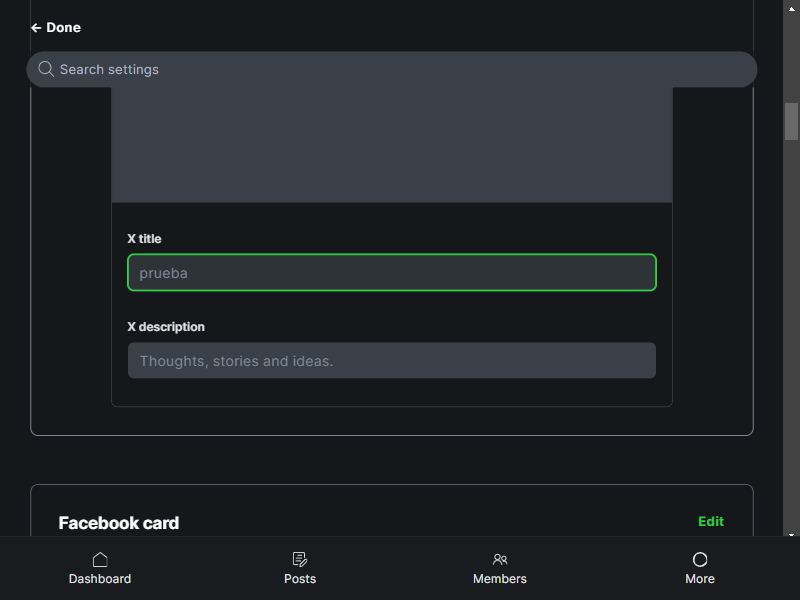 ← Done
Search settings
X title
prueba
X description
Thoughts, stories and ideas.
Facebook card
Edit
Dashboard
Posts
Members
More